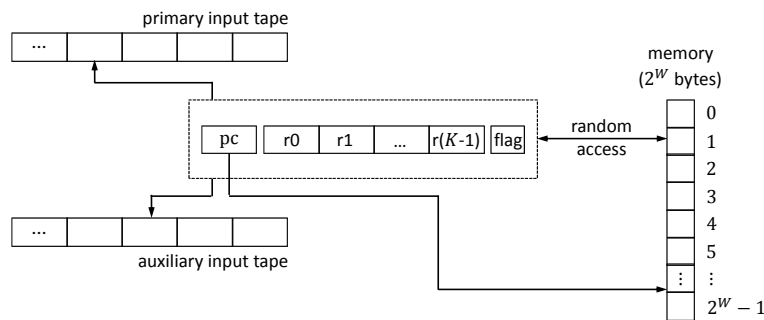 primary input tape
...
memory
(2^W bytes)
0
pc r0 r1 ... r(K-1) flag
random
access
1
2
3
...
4
auxiliary input tape
5
⋮ ⋮
2^W − 1